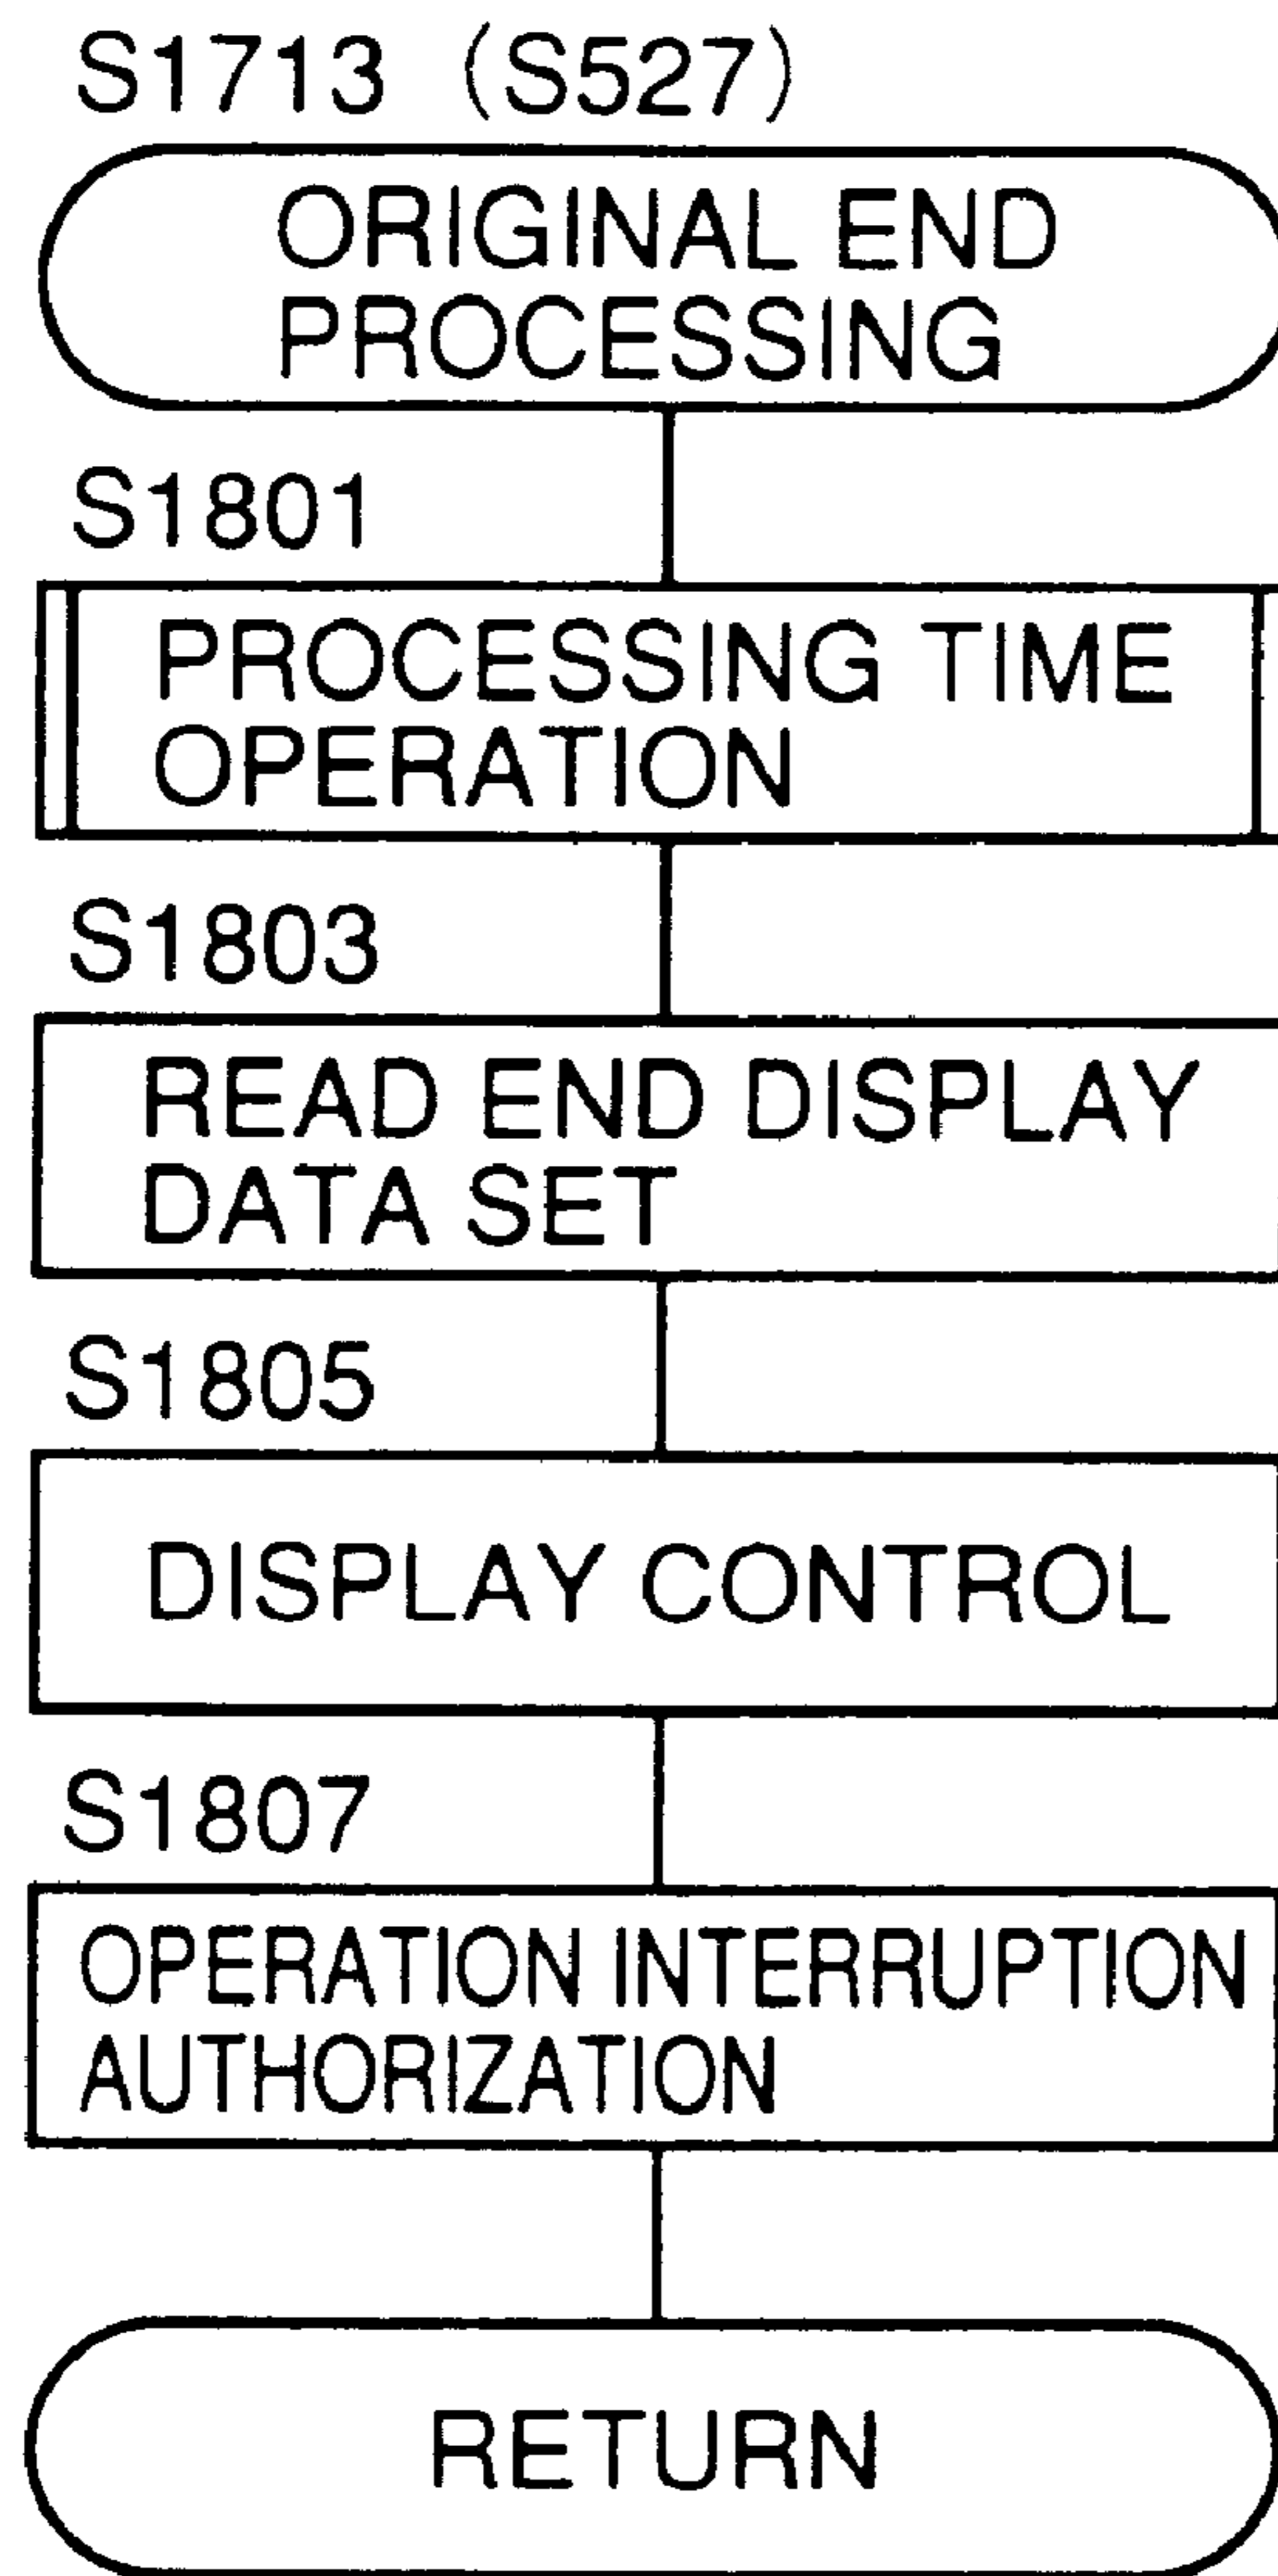 S1713 (S527)
ORIGINAL END
PROCESSING
S1801
PROCESSING TIME
OPERATION
S1803
READ END DISPLAY
DATA SET
S1805
DISPLAY CONTROL
S1807
OPERATION INTERRUPTION
AUTHORIZATION
RETURN